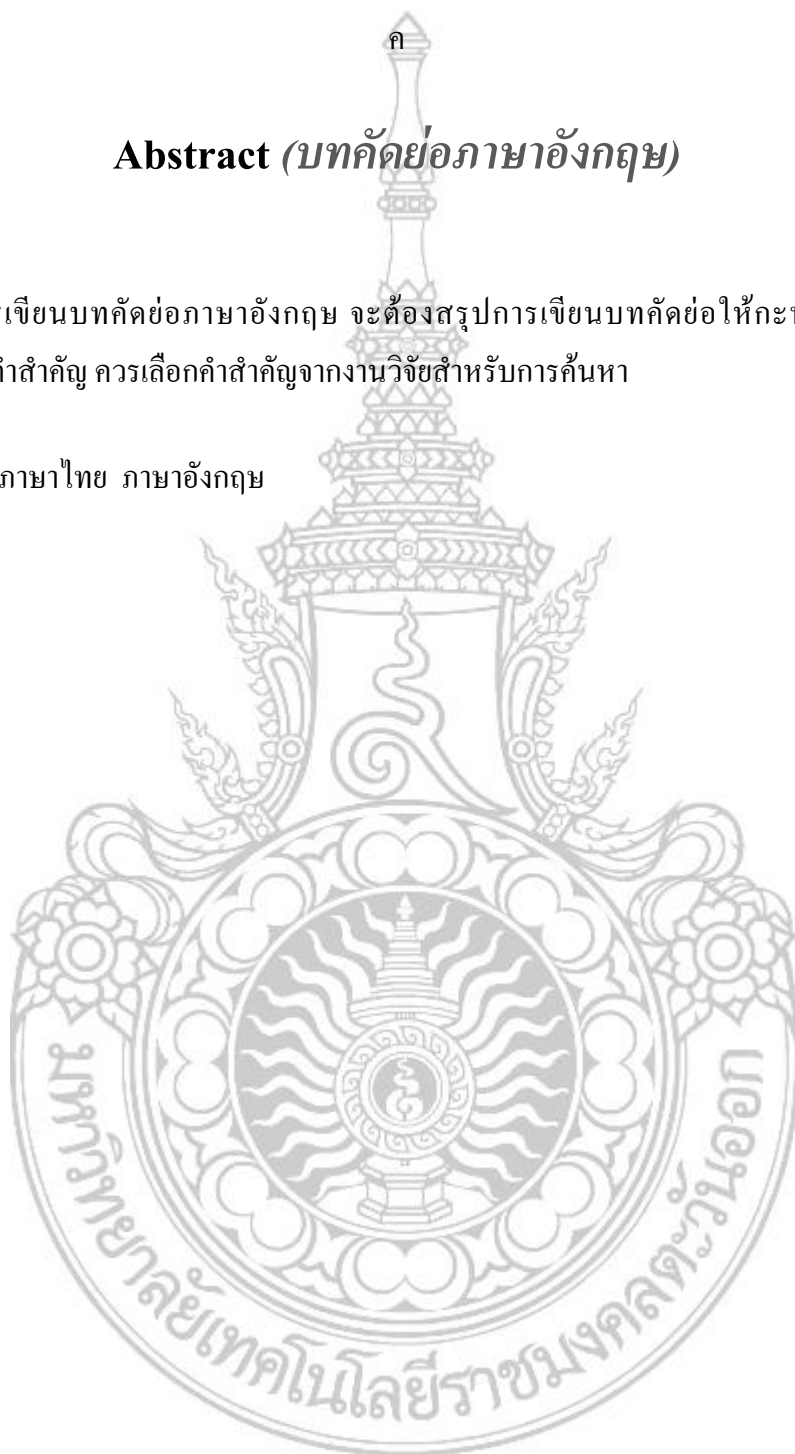 ค
Abstract (บทคัดย่อภาษาอังกฤษ)
รเขียนบทคัดย่อภาษาอังกฤษ จะต้องสรุปการเขียนบทคัดย่อให้กะท
คำสำคัญ ควรเลือกคำสำคัญจากงานวิจัยสำหรับการค้นหา
ภาษาไทย ภาษาอังกฤษ
มหาวิทยาลัยเทคโนโลยีราชมงคลตะวันออก